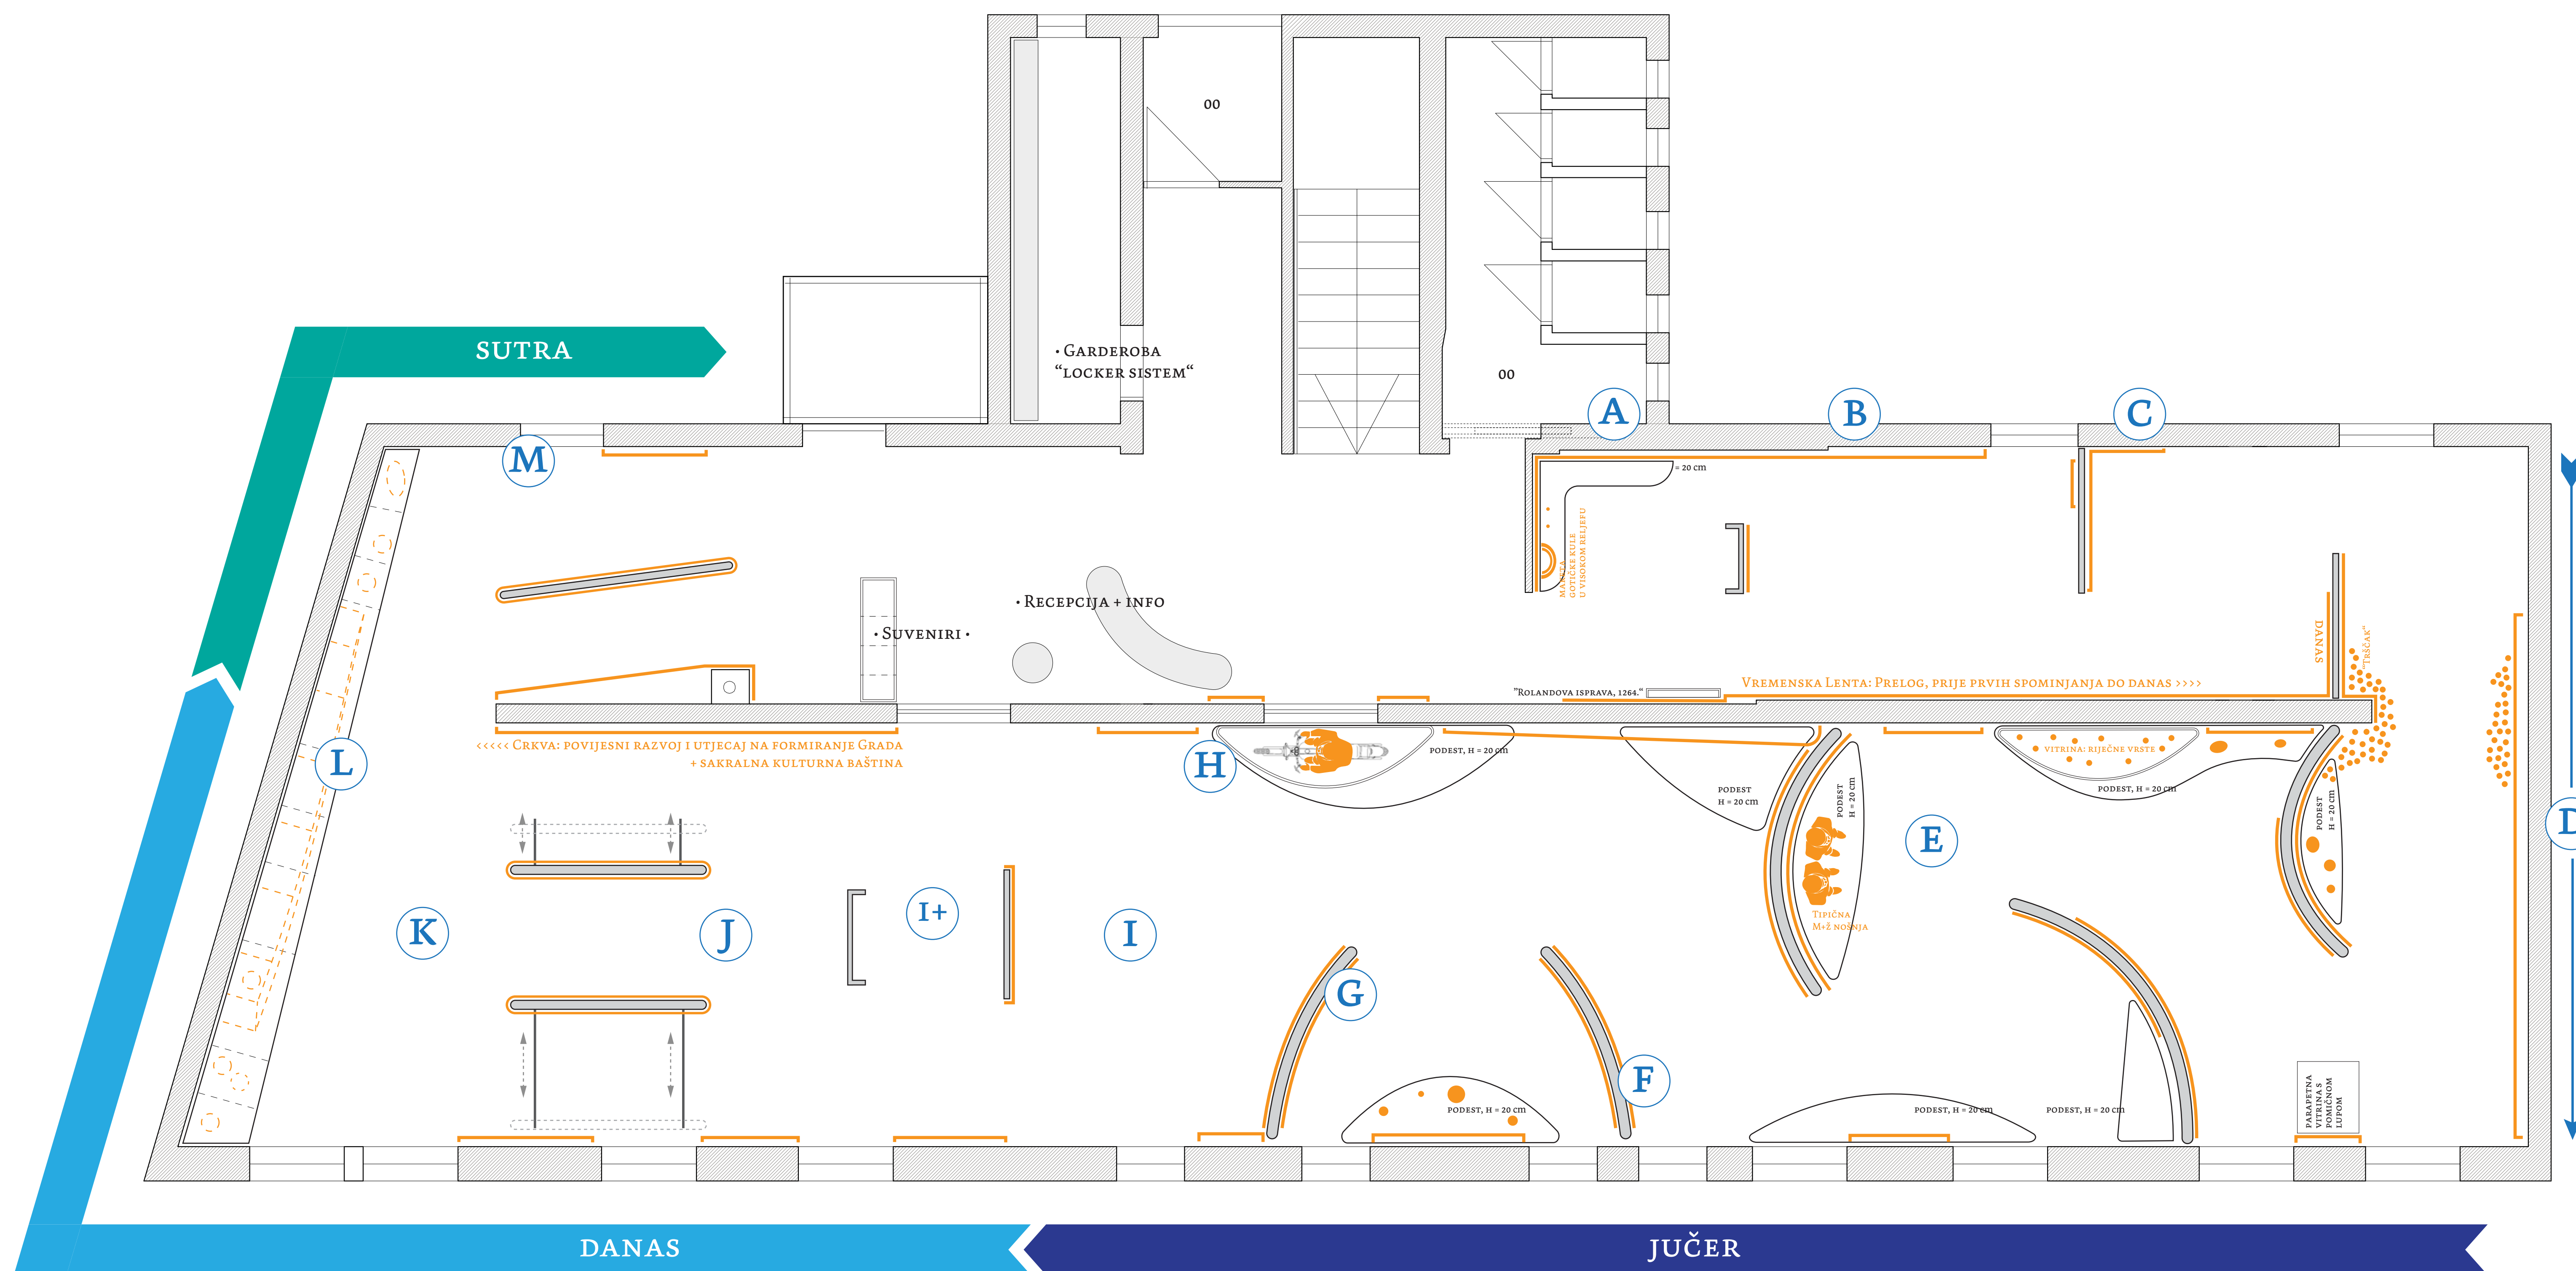 00
SUTRA
• Garderoba
“locker sistem“
00
A
B
C
M
= 20 cm
MAKETA
GOTIČKE KULE
U VISOKOM RELJEFU
• Recepcija + info
• Suveniri •
DANAS
"Tršćak"
"Rolandova isprava, 1264."
Vremenska Lenta: Prelog, prije prvih spominjanja do danas >>>>
<<<<< Crkva: povijesni razvoj i utjecaj na formiranje Grada
+ sakralna kulturna baština
L
H
PODEST, H = 20 cm
PODEST
H = 20 cm
PODEST
H = 20 cm
VITRINA: RIJEČNE VRSTE
PODEST, H = 20 cm
PODEST
H = 20 cm
D
E
Tipična
M+Ž nošnja
K
J
I+
I
G
F
PODEST, H = 20 cm
PODEST, H = 20 cm
PODEST, H = 20 cm
PARAPETNA
VITRINA S
POMIČNOM
LUPOM
DANAS
JUČER